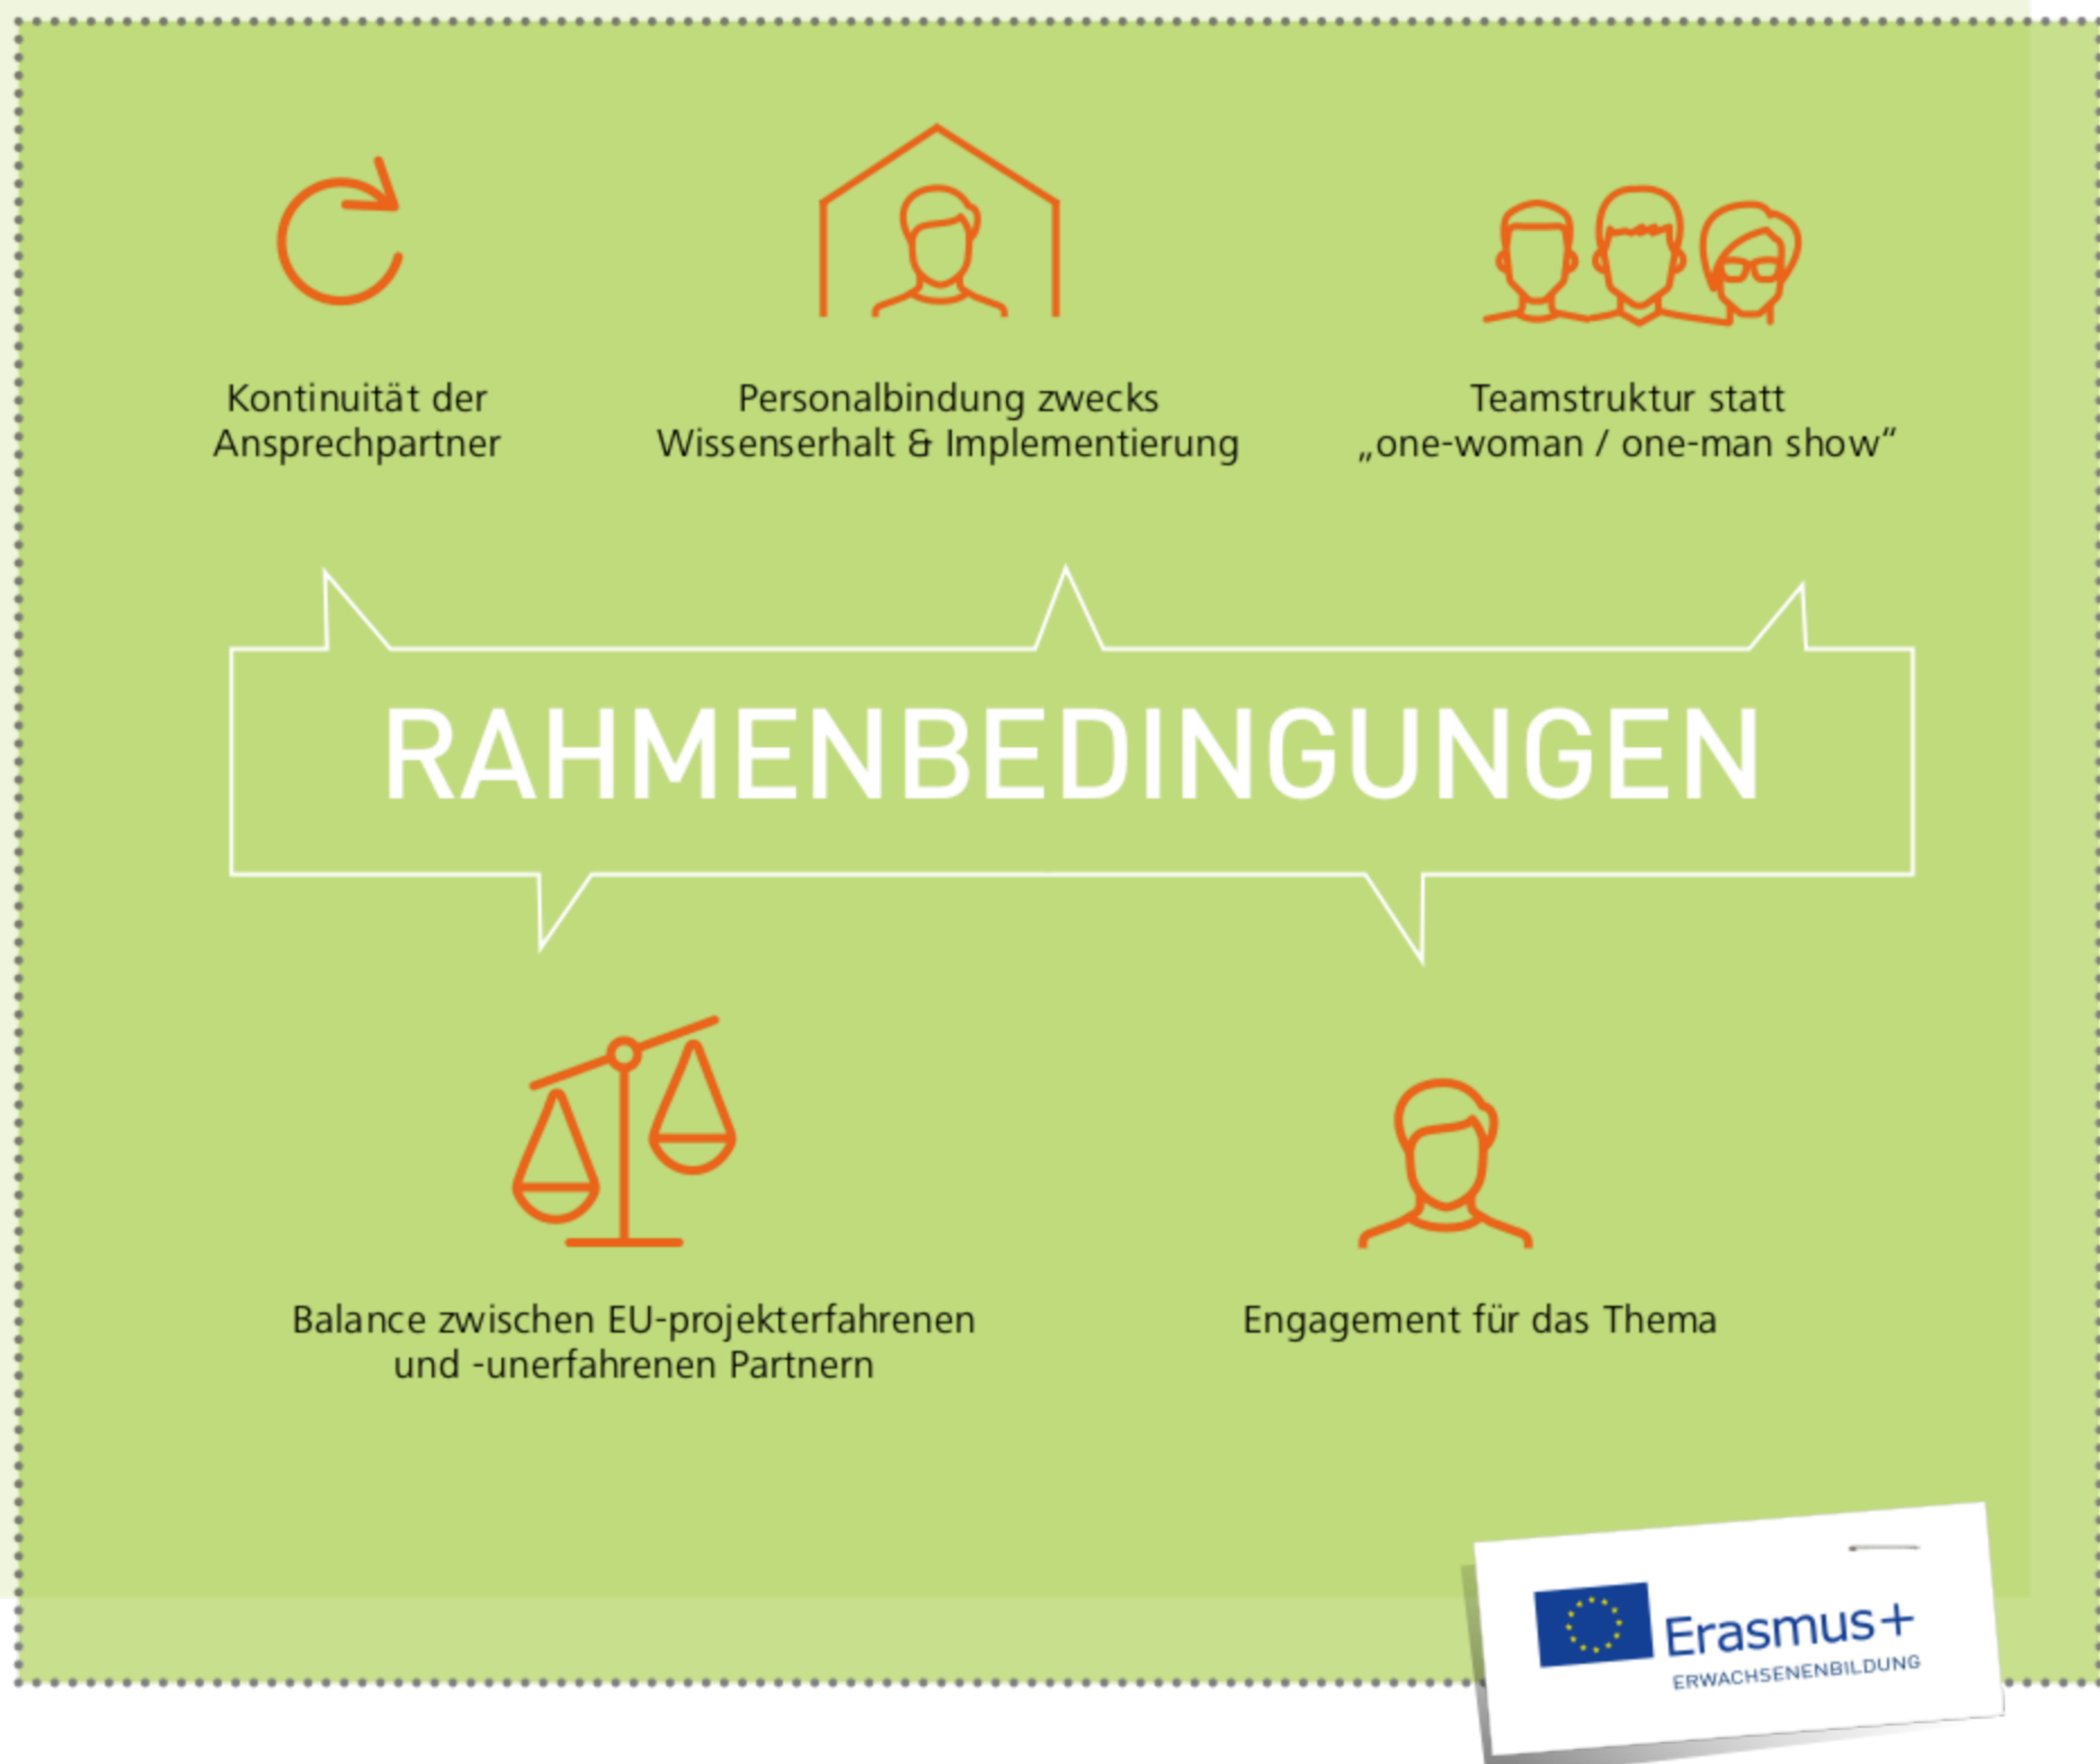 Kontinuität der
Ansprechpartner
Personalbindung zwecks
Wissenserhalt & Implementierung
Teamstruktur statt
„one-woman / one-man show“
RAHMENBEDINGUNGEN
Balance zwischen EU-projekterfahrenen
und -unerfahrenen Partnern
Engagement für das Thema
Erasmus+
ERWACHSENENBILDUNG